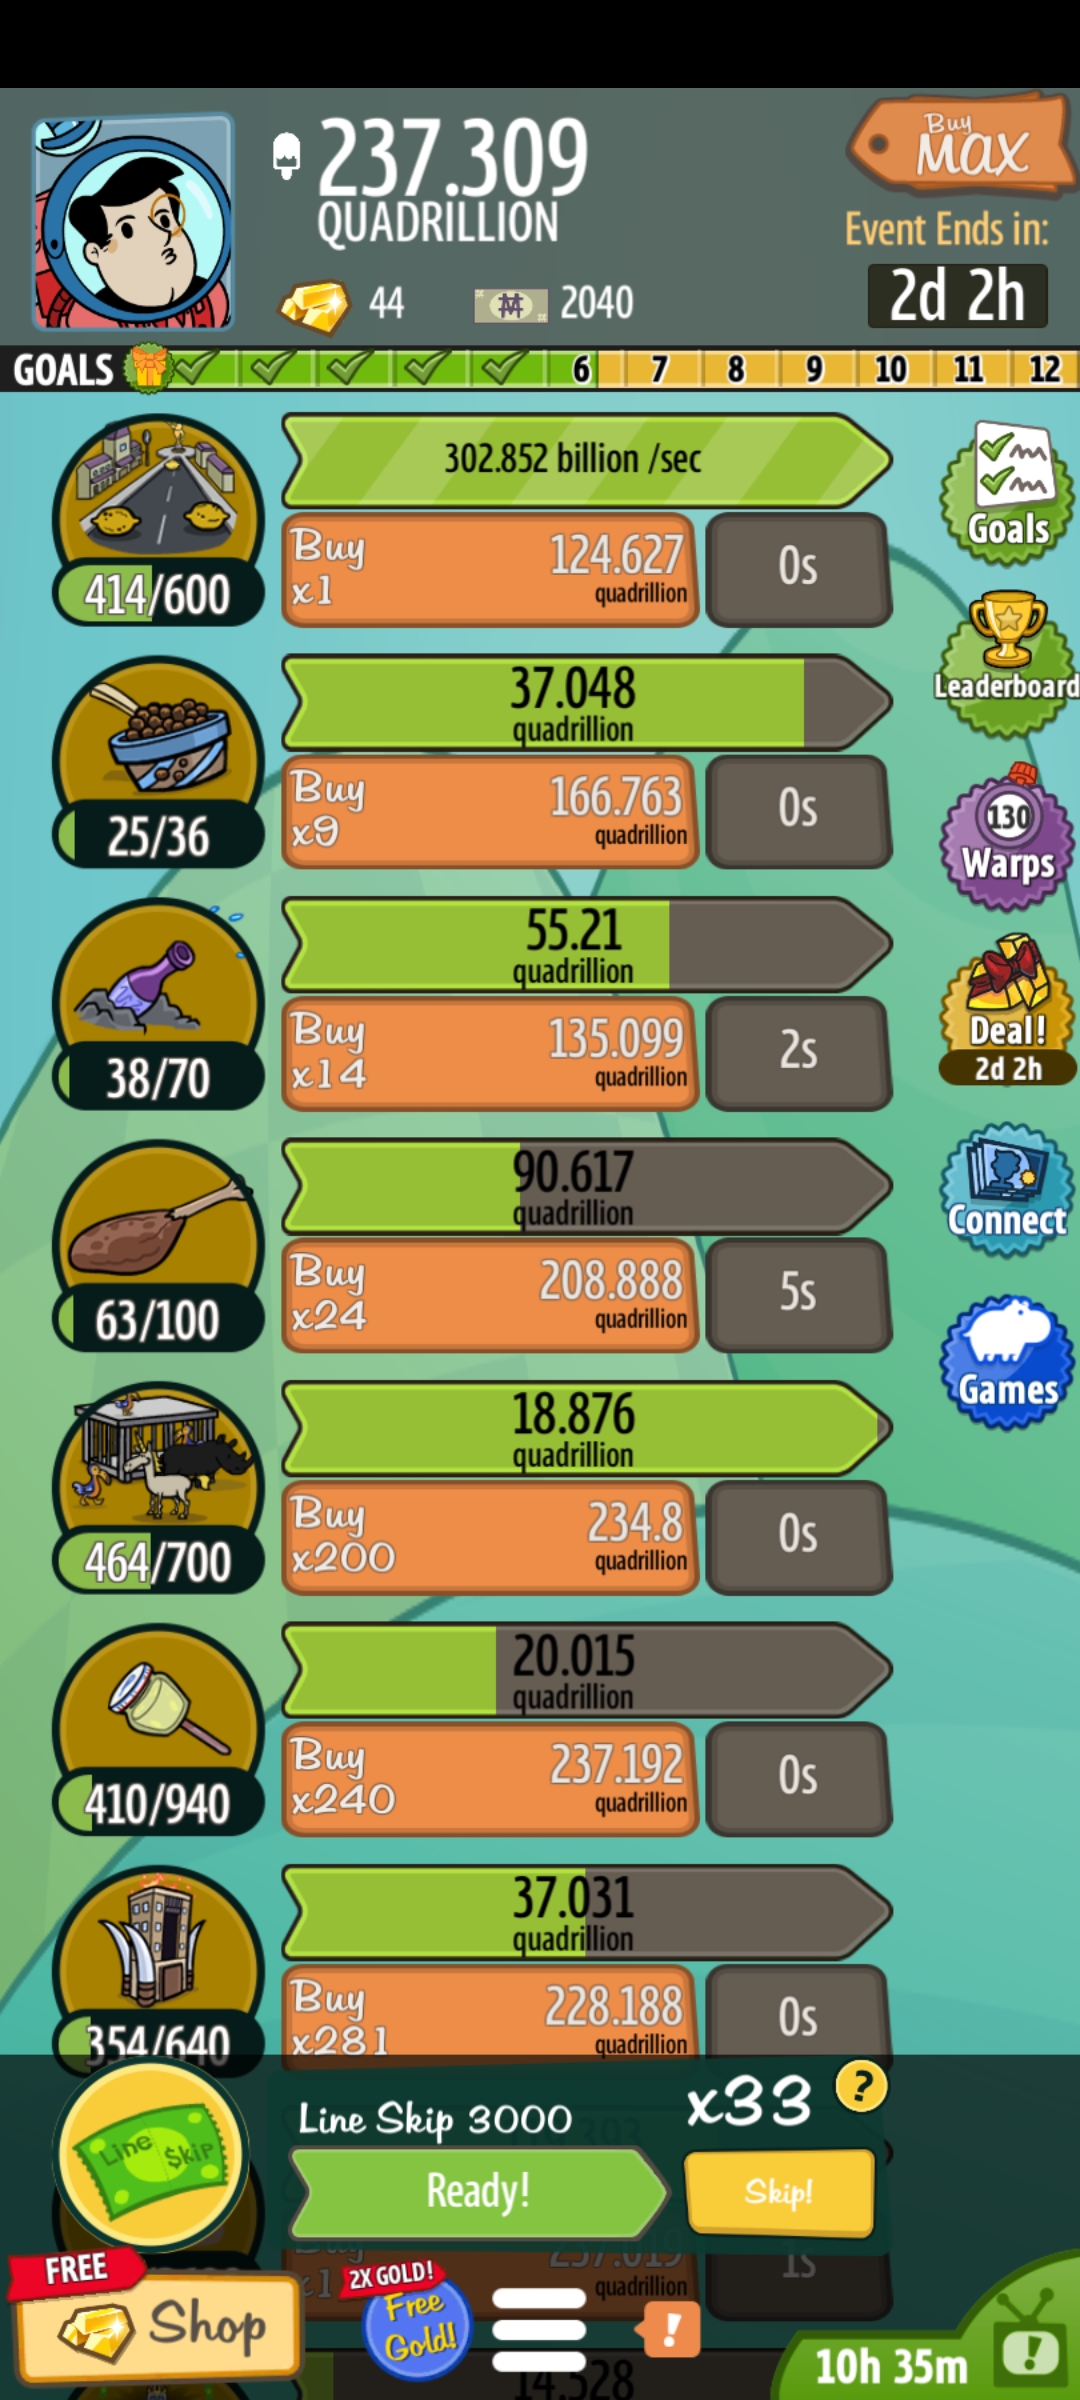 237.309
QUADRILLION
Buy
MAX
Event Ends in:
2d 2h
44
2040
GOALS
6 7 8 9 10 11 12
302.852 billion /sec
Buy
x1
124.627
quadrillion
0s
414/600
Goals
Leaderboard
37.048
quadrillion
Buy
x9
166.763
quadrillion
0s
25/36
130
Warps
55.21
quadrillion
Buy
x14
135.099
quadrillion
2s
38/70
Deal!
2d 2h
90.617
quadrillion
Buy
x24
208.888
quadrillion
5s
63/100
Connect
Games
18.876
quadrillion
Buy
x200
234.8
quadrillion
0s
464/700
20.015
quadrillion
Buy
x240
237.192
quadrillion
0s
410/940
37.031
quadrillion
Buy
x281
228.188
quadrillion
0s
354/640
Line Skip
Line Skip 3000
x33
?
Ready!
Skip!
quadrillion
1s
FREE
Shop
2X GOLD!
Free
Gold!
!
10h 35m
!
14.528